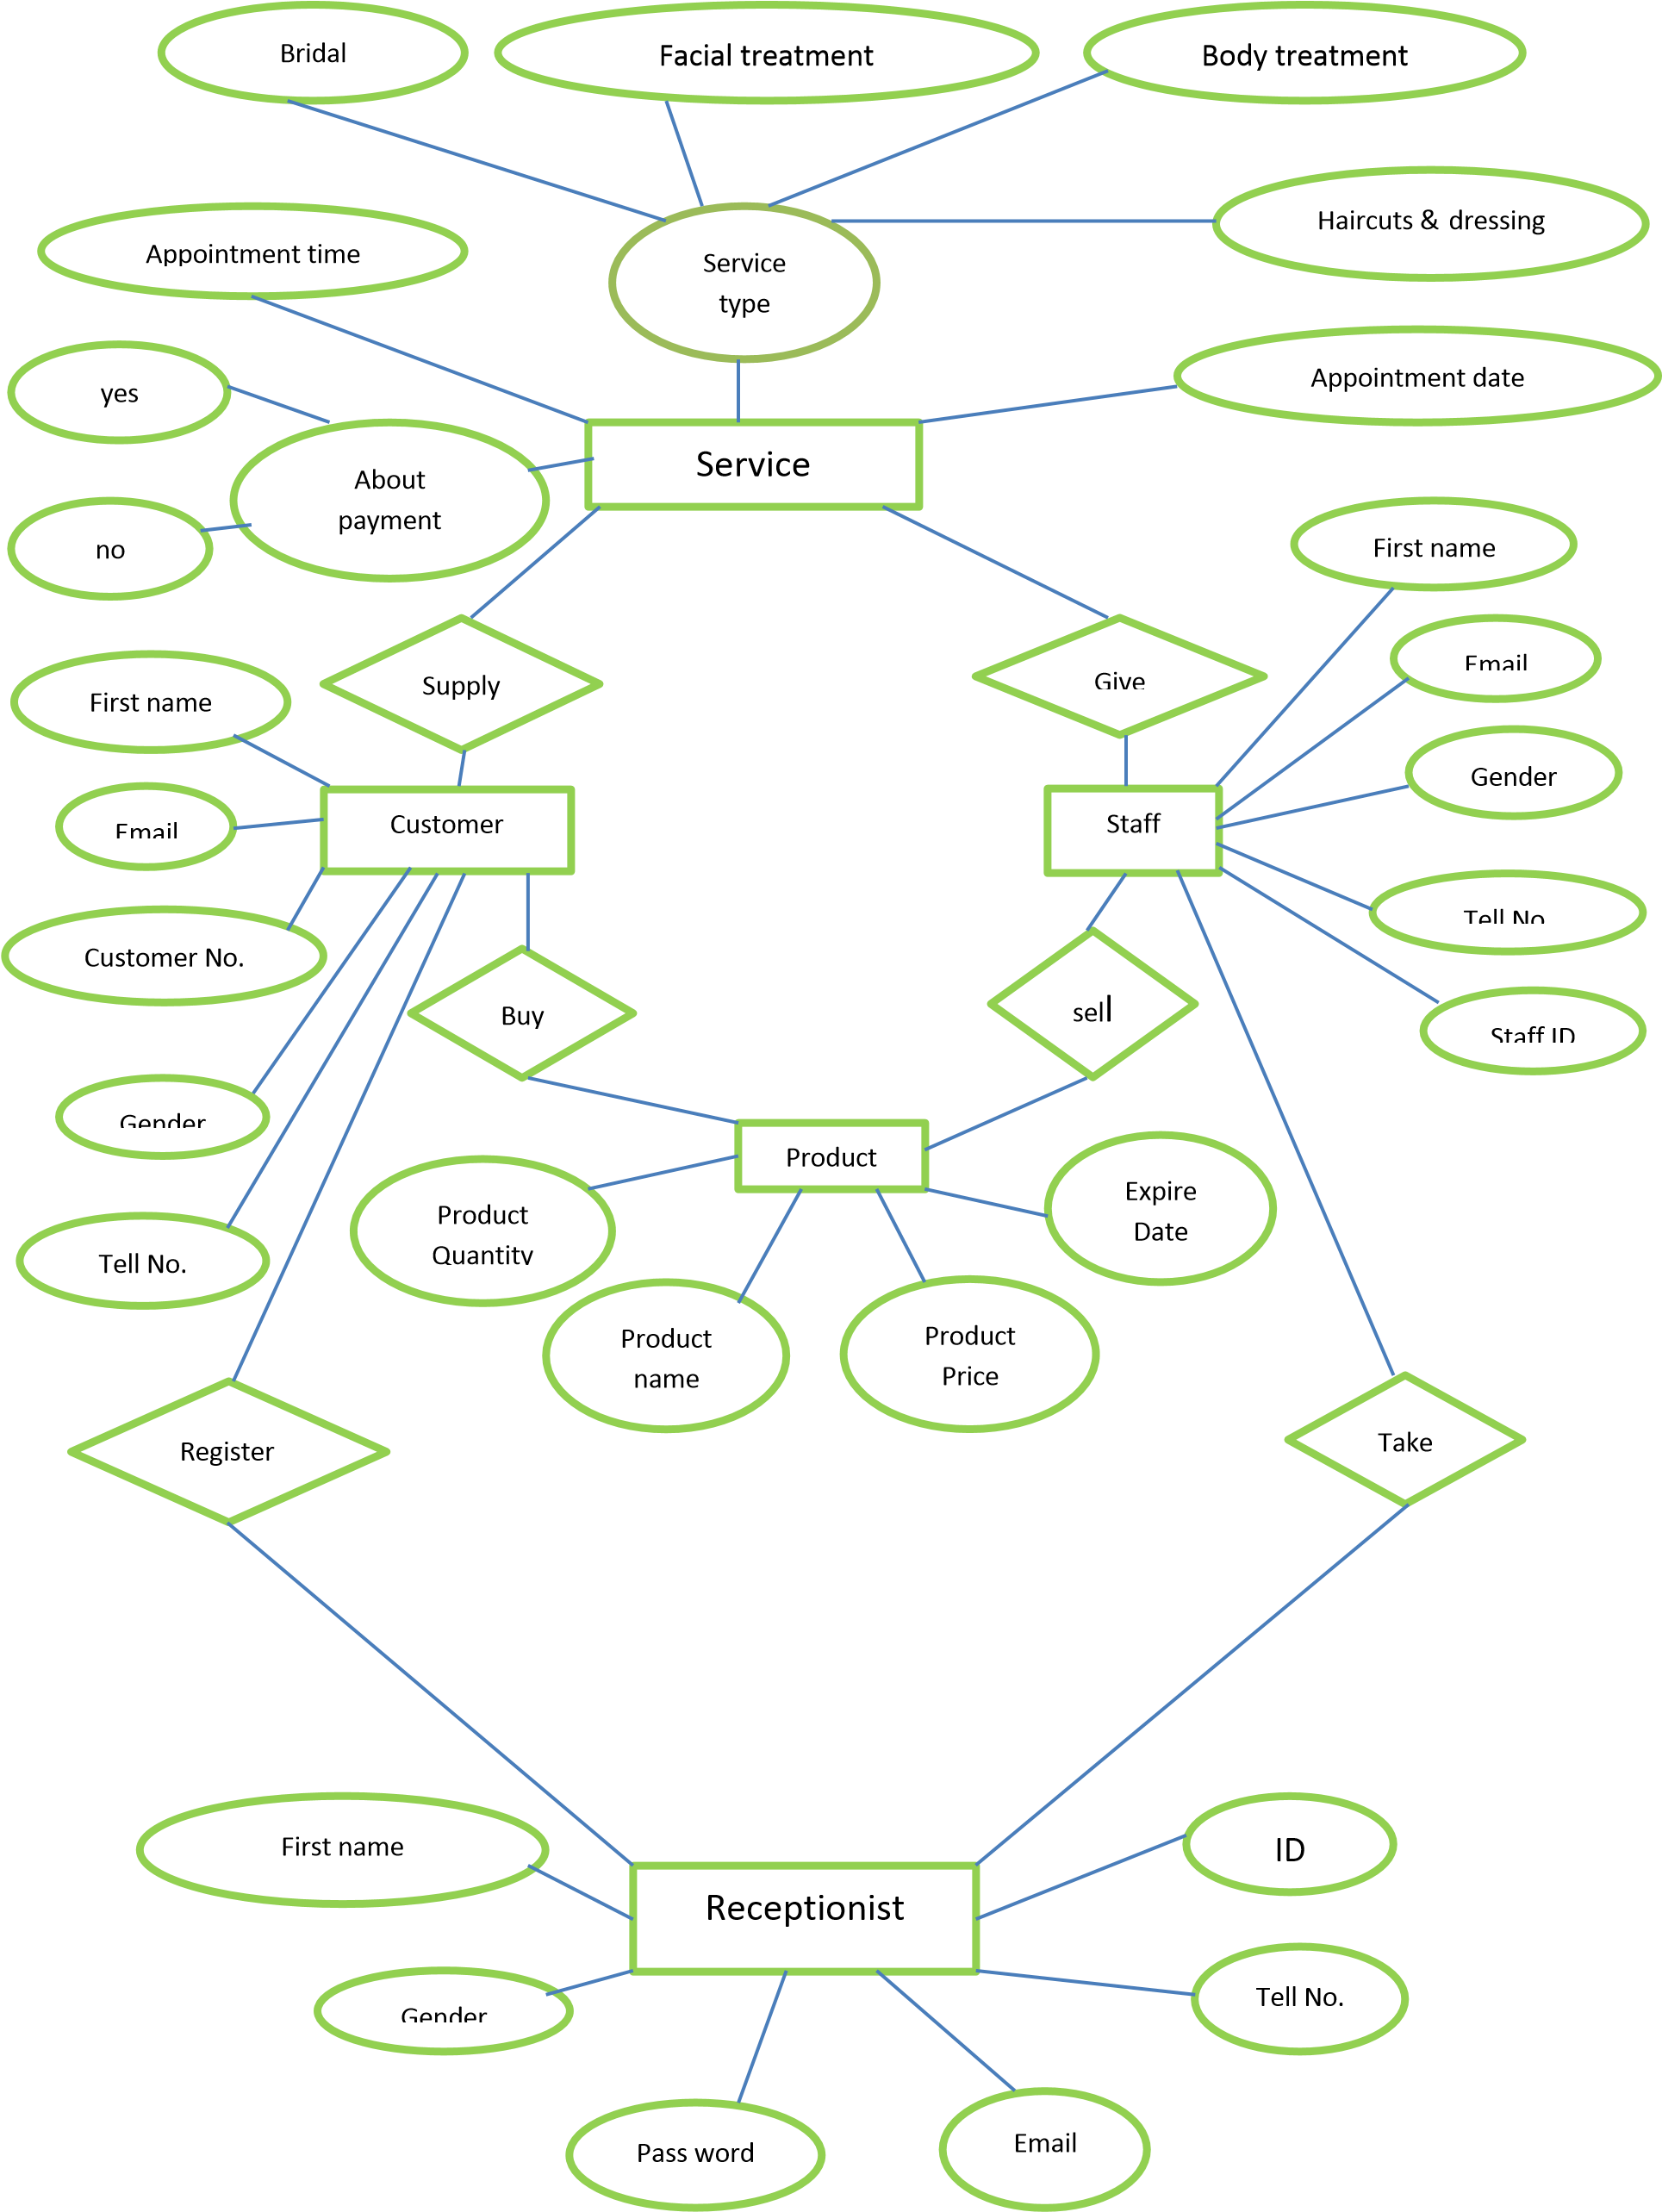 Bridal
Facial treatment
Body treatment
Haircuts & dressing
Appointment time
Service
type
Appointment date
yes
Service
About
payment
no
First name
Email
Supply
Give
First name
Gender
Email
Customer
Staff
Tell No.
Customer No.
Buy
sell
Staff ID
Gender
Product
Expire
Date
Product
Quantity
Tell No.
Product
name
Product
Price
Register
Take
First name
ID
Receptionist
Gender
Tell No.
Pass word
Email